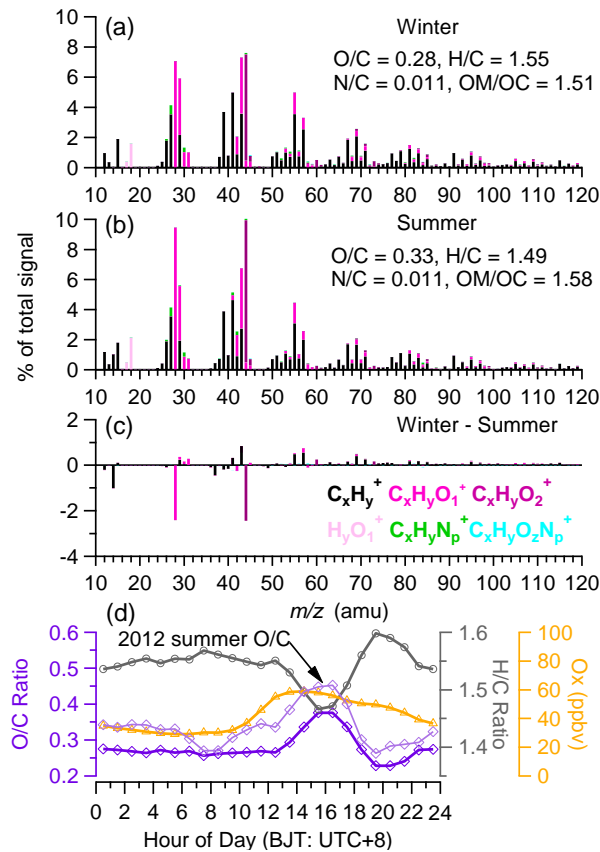 (a)
Winter
O/C = 0.28, H/C = 1.55
N/C = 0.011, OM/OC = 1.51
10
8
6
4
2
0
10 20 30 40 50 60 70 80 90 100 110 120
(b)
Summer
O/C = 0.33, H/C = 1.49
N/C = 0.011, OM/OC = 1.58
% of total signal
10
8
6
4
2
0
10 20 30 40 50 60 70 80 90 100 110 120
(c)
Winter - Summer
2
0
-2
-4
CxHy+ CxHyO1+ CxHyO2+
HyO1+ CxHyNp+ CxHyOzNp+
10 20 30 40 50 60 70 80 90 100 110 120
m/z (amu)
(d)
2012 summer O/C
O/C Ratio
0.6
0.5
0.4
0.3
0.2
1.6
1.5
1.4
H/C Ratio
100
80
60
40
20
0
Ox (ppbv)
0 2 4 6 8 10 12 14 16 18 20 22 24
Hour of Day (BJT: UTC+8)